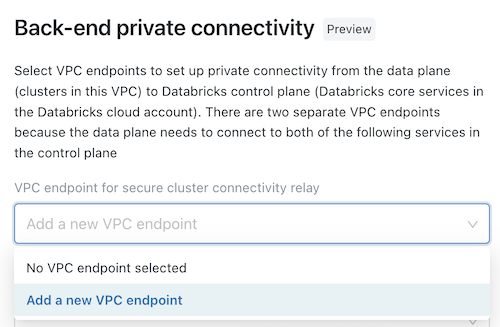 Back-end private connectivity Preview
Select VPC endpoints to set up private connectivity from the data plane
(clusters in this VPC) to Databricks control plane (Databricks core services in
the Databricks cloud account). There are two separate VPC endpoints
because the data plane needs to connect to both of the following services in
the control plane
VPC endpoint for secure cluster connectivity relay
Add a new VPC endpoint
No VPC endpoint selected
Add a new VPC endpoint